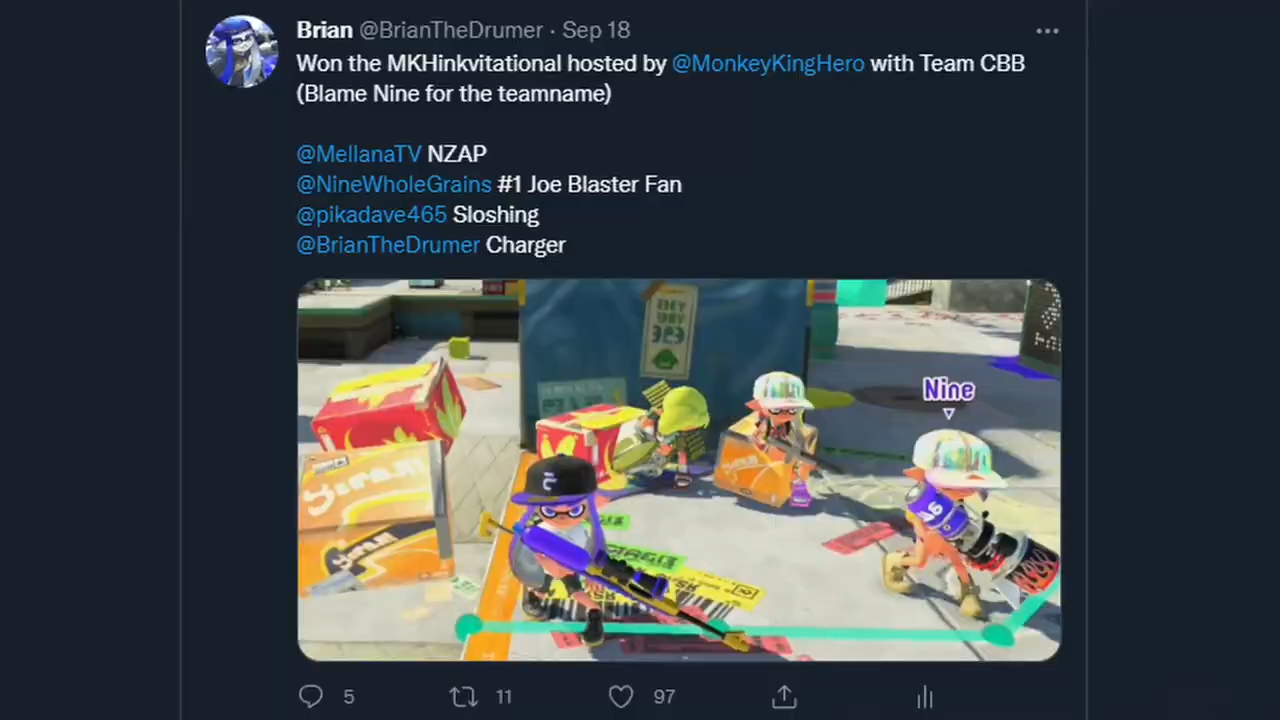 Brian @BrianTheDrumer · Sep 18
Won the MKHinkvitational hosted by @MonkeyKingHero with Team CBB
(Blame Nine for the teamname)
@MellanaTV NZAP
@NineWholeGrains #1 Joe Blaster Fan
@pikadave465 Sloshing
@BrianTheDrumer Charger
Nine
5 11 97